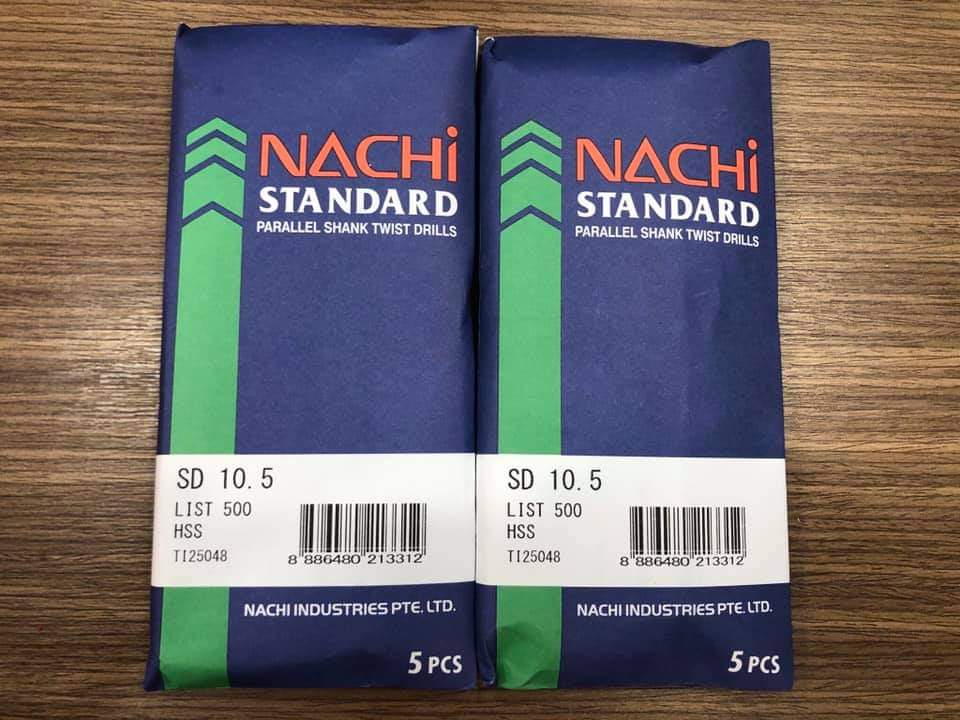 NACHi
STANDARD
PARALLEL SHANK TWIST DRILLS
SD 10.5
LIST 500
HSS
TI25048
8 886480 213312
NACHI INDUSTRIES PTE. LTD.
5 PCS
NACHi
STANDARD
PARALLEL SHANK TWIST DRILLS
SD 10.5
LIST 500
HSS
TI25048
8 886480 213312
NACHI INDUSTRIES PTE. LTD.
5 PCS